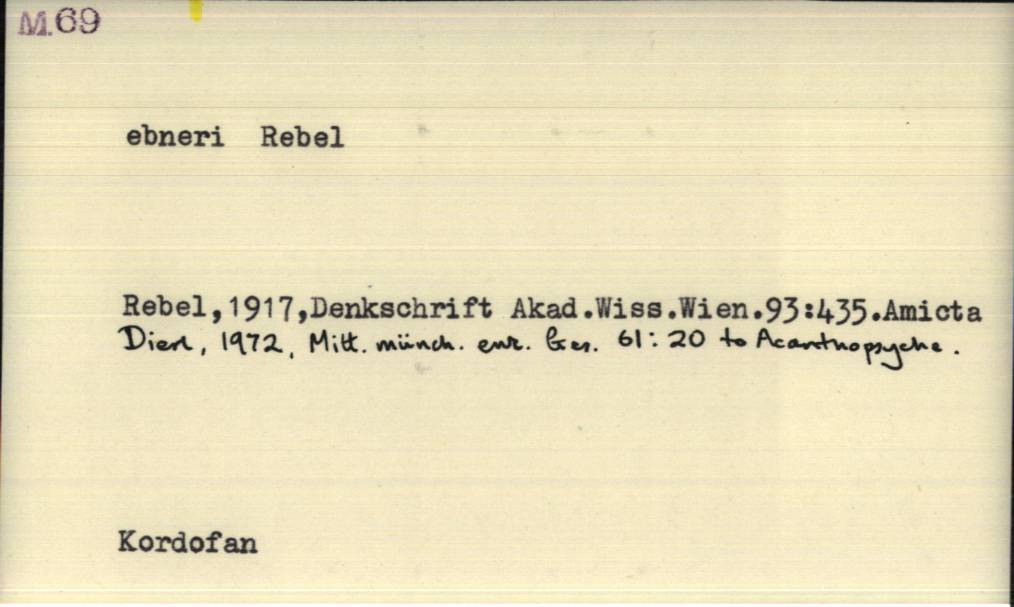 M.69
ebneri Rebel
Rebel,1917,Denkschrift Akad.Wiss.Wien.93:435.Amicta
Dierl, 1972, Mitt. münch. ent. Ges. 61: 20 to Acanthopsyche.
Kordofan